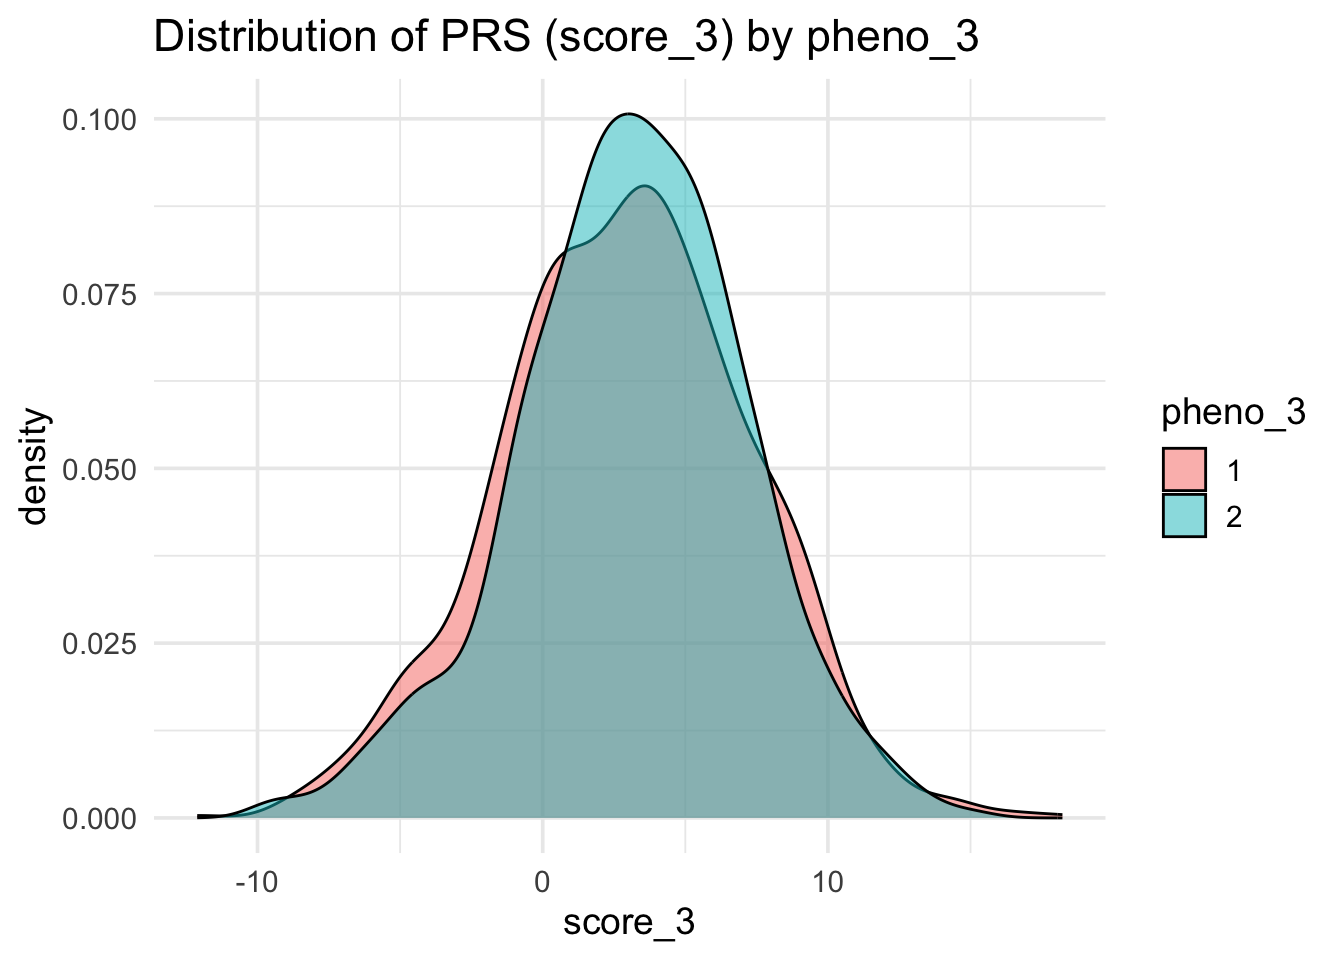 Distribution of PRS (score_3) by pheno_3
0.100
0.075
0.050
0.025
0.000
density
-10 0 10
score_3
pheno_3
1
2